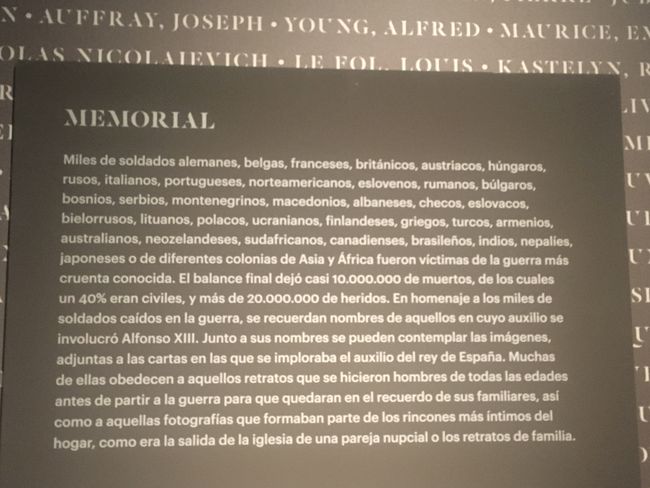 AUFFRAY, JOSEPH • YOUNG, ALFRED • MAURICE,
NICOLAIEVICH • LE FOL, LOUIS • KASTELYN,
MEMORIAL
Miles de soldados alemanes, belgas, franceses, británicos, austriacos, húngaros,
rusos, italianos, portugueses, norteamericanos, eslovenos, rumanos, búlgaros,
bosnios, serbios, montenegrinos, macedonios, albaneses, checos, eslovacos,
bielorrusos, lituanos, polacos, ucranianos, finlandeses, griegos, turcos, armenios,
australianos, neozelandeses, sudafricanos, canadienses, brasileños, indios, nepalíes,
japoneses o de diferentes colonias de Asia y África fueron víctimas de la guerra más
cruenta conocida. El balance final dejó casi 10.000.000 de muertos, de los cuales
un 40% eran civiles, y más de 20.000.000 de heridos. En homenaje a los miles de
soldados caídos en la guerra, se recuerdan nombres de aquellos en cuyo auxilio se
involucró Alfonso XIII. Junto a sus nombres se pueden contemplar las imágenes,
adjuntas a las cartas en las que se imploraba el auxilio del rey de España. Muchas
de ellas obedecen a aquellos retratos que se hicieron hombres de todas las edades
antes de partir a la guerra para que quedaran en el recuerdo de sus familiares, así
como a aquellas fotografías que formaban parte de los rincones más íntimos del
hogar, como era la salida de la iglesia de una pareja nupcial o los retratos de familia.